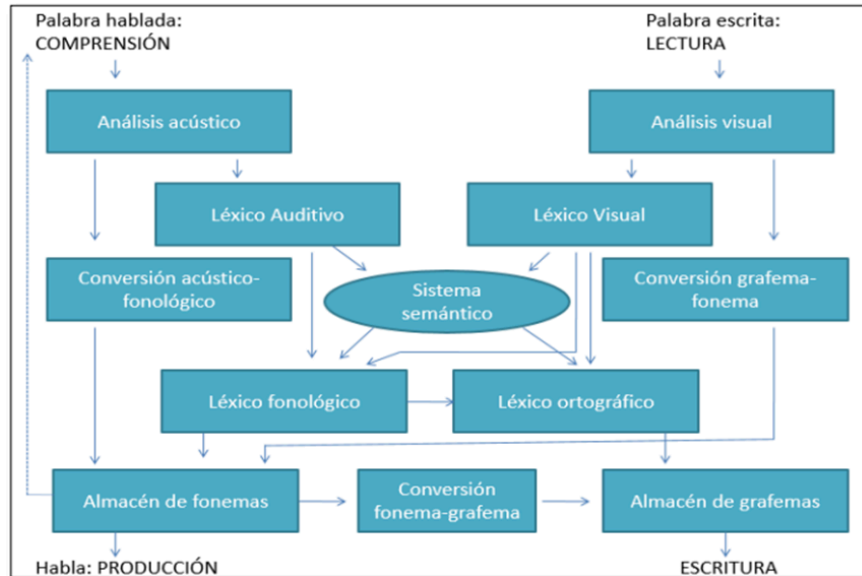 Palabra hablada:
COMPRENSIÓN
Palabra escrita:
LECTURA
Análisis acústico
Análisis visual
Léxico Auditivo
Léxico Visual
Conversión acústico-
fonológico
Sistema
semántico
Conversión grafema-
fonema
Léxico fonológico
Léxico ortográfico
Almacén de fonemas
Conversión
fonema-grafema
Almacén de grafemas
Habla: PRODUCCIÓN
ESCRITURA